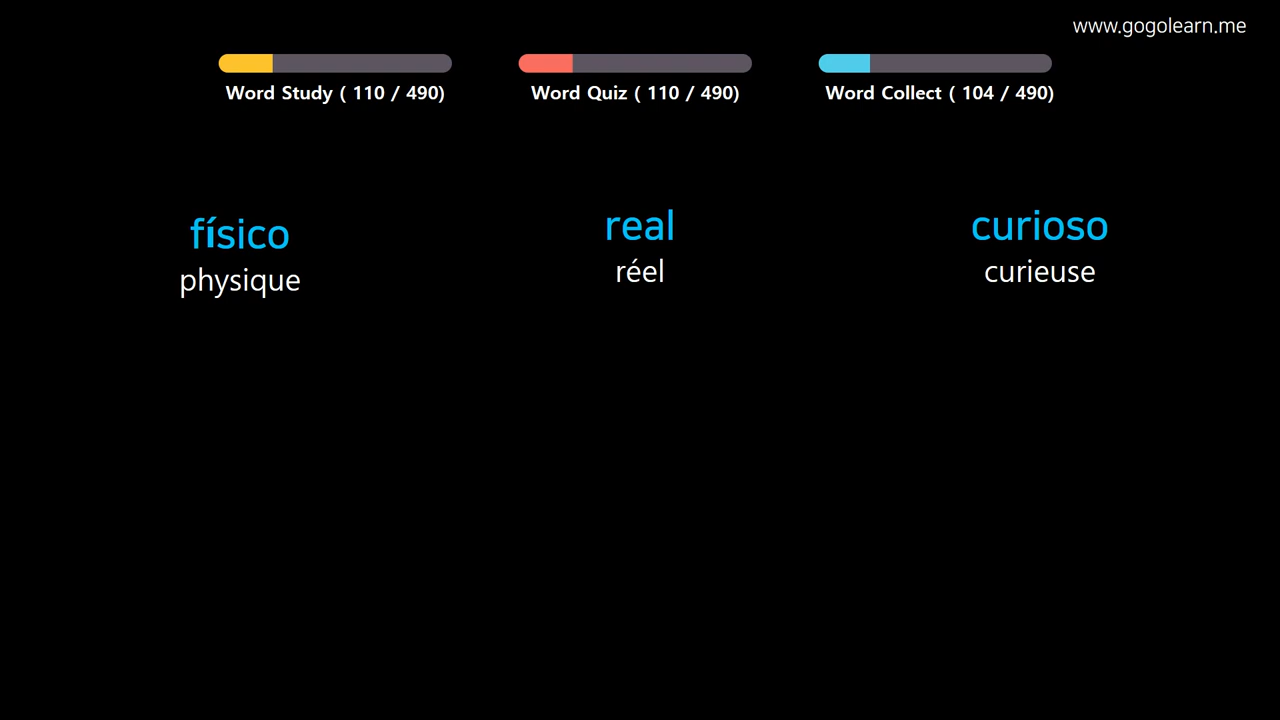 www.gogolearn.me
Word Study ( 110 / 490)
Word Quiz ( 110 / 490)
Word Collect ( 104 / 490)
físico
physique
real
réel
curioso
curieuse